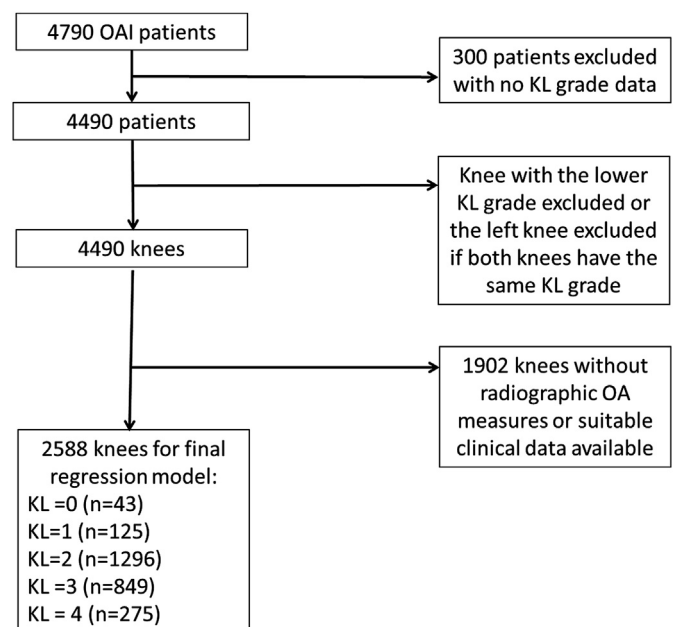 4790 OAI patients
300 patients excluded
with no KL grade data
4490 patients
Knee with the lower
KL grade excluded or
the left knee excluded
if both knees have the
same KL grade
4490 knees
1902 knees without
radiographic OA
measures or suitable
clinical data available
2588 knees for final
regression model:
KL =0 (n=43)
KL=1 (n=125)
KL=2 (n=1296)
KL =3 (n=849)
KL = 4 (n=275)